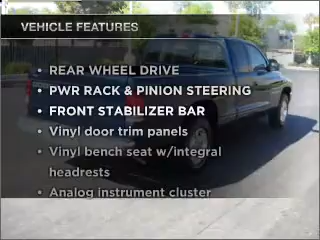 VEHICLE FEATURES
• REAR WHEEL DRIVE
• PWR RACK & PINION STEERING
• FRONT STABILIZER BAR
• Vinyl door trim panels
• Vinyl bench seat w/integral
headrests
• Analog instrument cluster